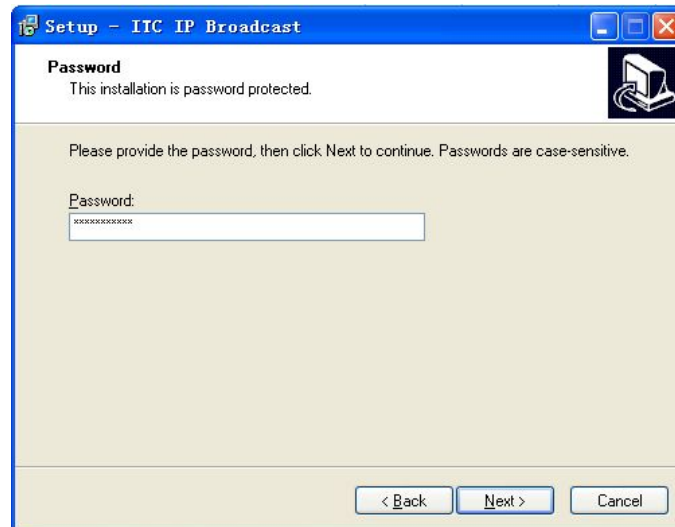 Setup - ITC IP Broadcast
Password
This installation is password protected.
Please provide the password, then click Next to continue. Passwords are case-sensitive.
Password:
xxxxxxxxxxx
< Back
Next >
Cancel